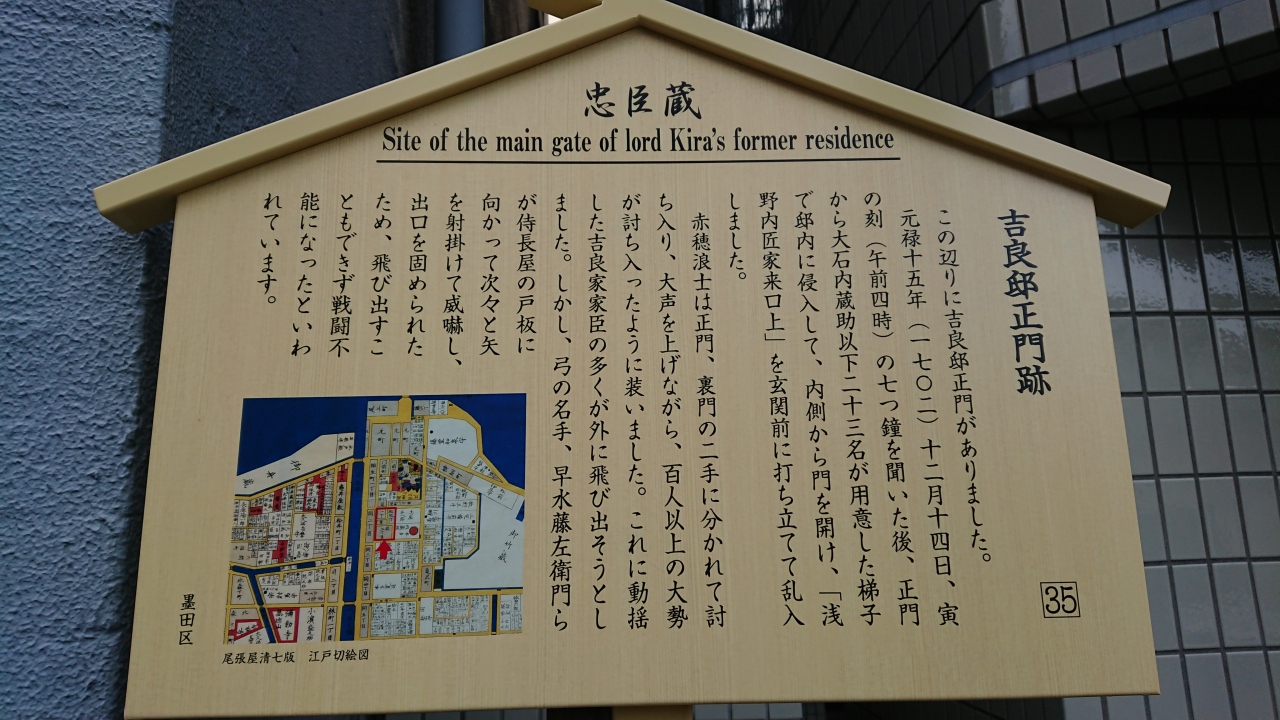 忠臣蔵
Site of the main gate of lord Kira's former residence
吉良邸正門跡
35
この辺りに吉良邸正門がありました。
元禄十五年（一七〇二）十二月十四日、寅
の刻（午前四時）の七つ鐘を聞いた後、正門
から大石内蔵助以下二十三名が用意した梯子
で邸内に侵入して、内側から門を開け、「浅
野内匠家来口上」を玄関前に打ち立てて乱入
しました。
赤穂浪士は正門、裏門の二手に分かれて討
ち入り、大声を上げながら、百人以上の大勢
が討ち入ったように装いました。これに動揺
した吉良家家臣の多くが外に飛び出そうとし
ました。しかし、弓の名手、早水藤左衛門ら
が侍長屋の戸板に
向かって次々と矢
を射掛けて威嚇し、
出口を固められた
ため、飛び出すこ
ともできず戦闘不
能になったといわ
れています。
尾張屋清七版　江戸切絵図
墨田区